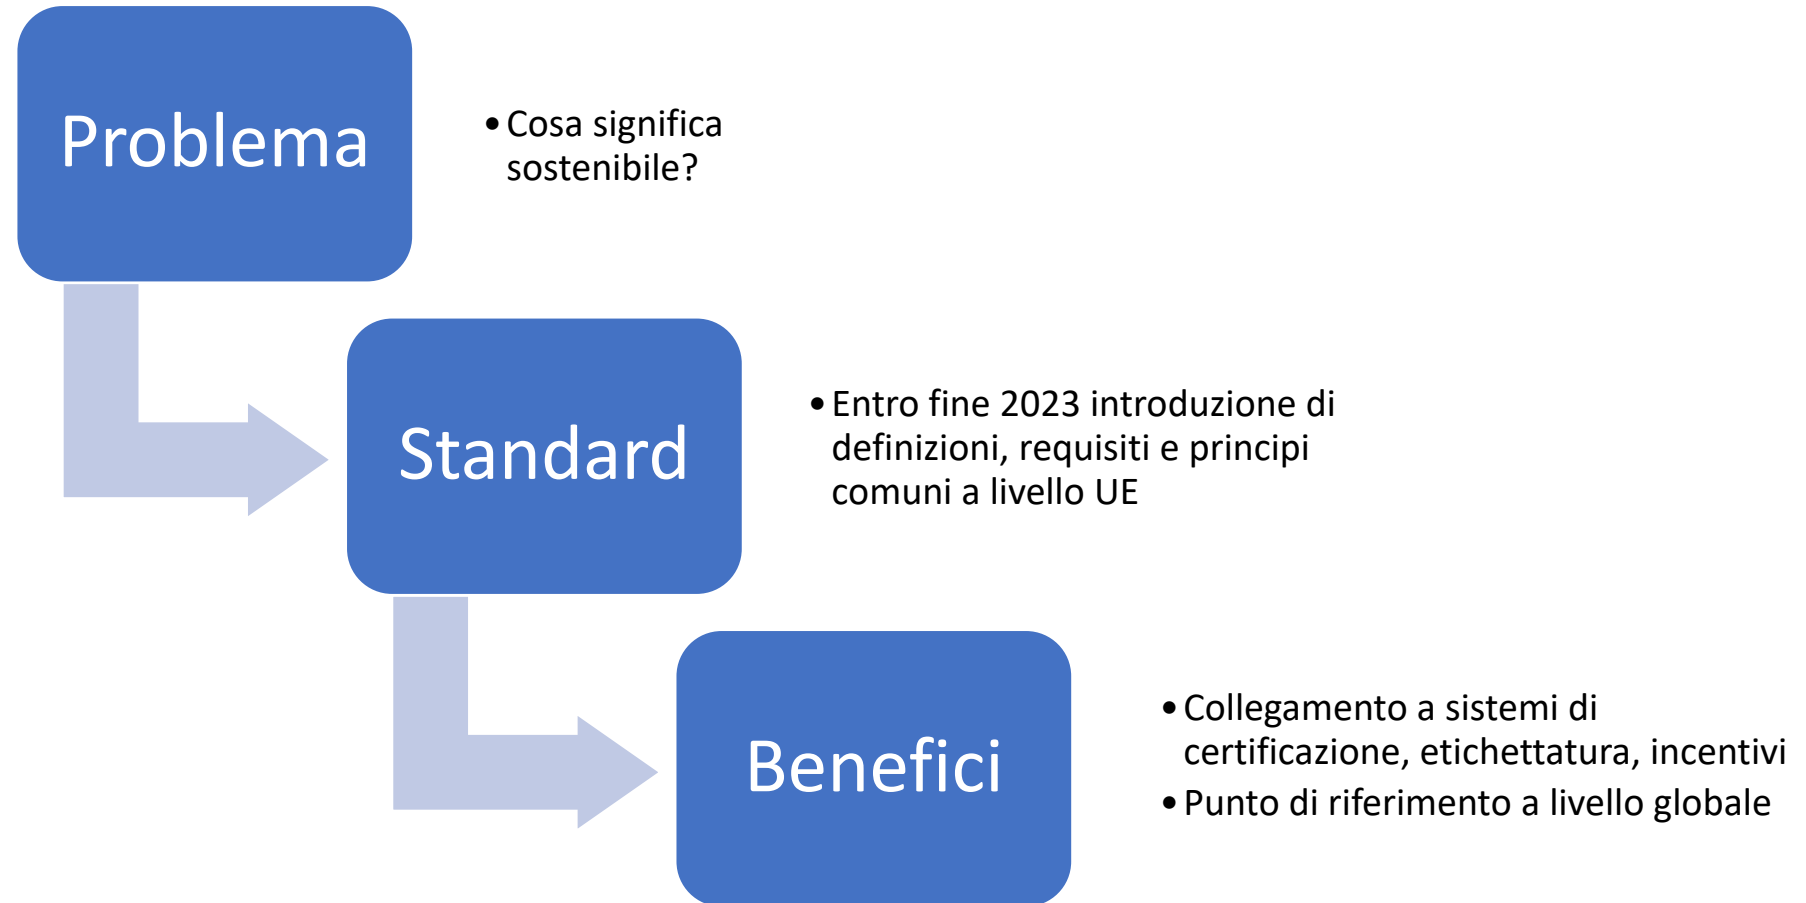 Problema
• Cosa significa
sostenibile?
Standard
• Entro fine 2023 introduzione di
definizioni, requisiti e principi
comuni a livello UE
Benefici
• Collegamento a sistemi di
certificazione, etichettatura, incentivi
• Punto di riferimento a livello globale